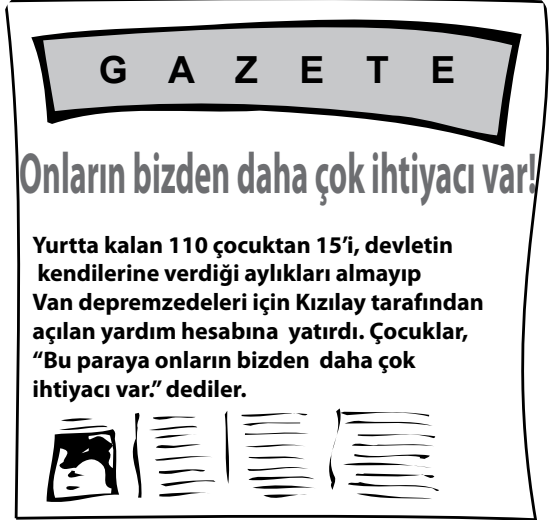 GAZETE
Onların bizden daha çok ihtiyacı var!
Yurtta kalan 110 çocuktan 15’i, devletin
kendilerine verdiği aylıkları almayıp
Van depremzedeleri için Kızılay tarafından
açılan yardım hesabına yatırdı. Çocuklar,
“Bu paraya onların bizden daha çok
ihtiyacı var.” dediler.